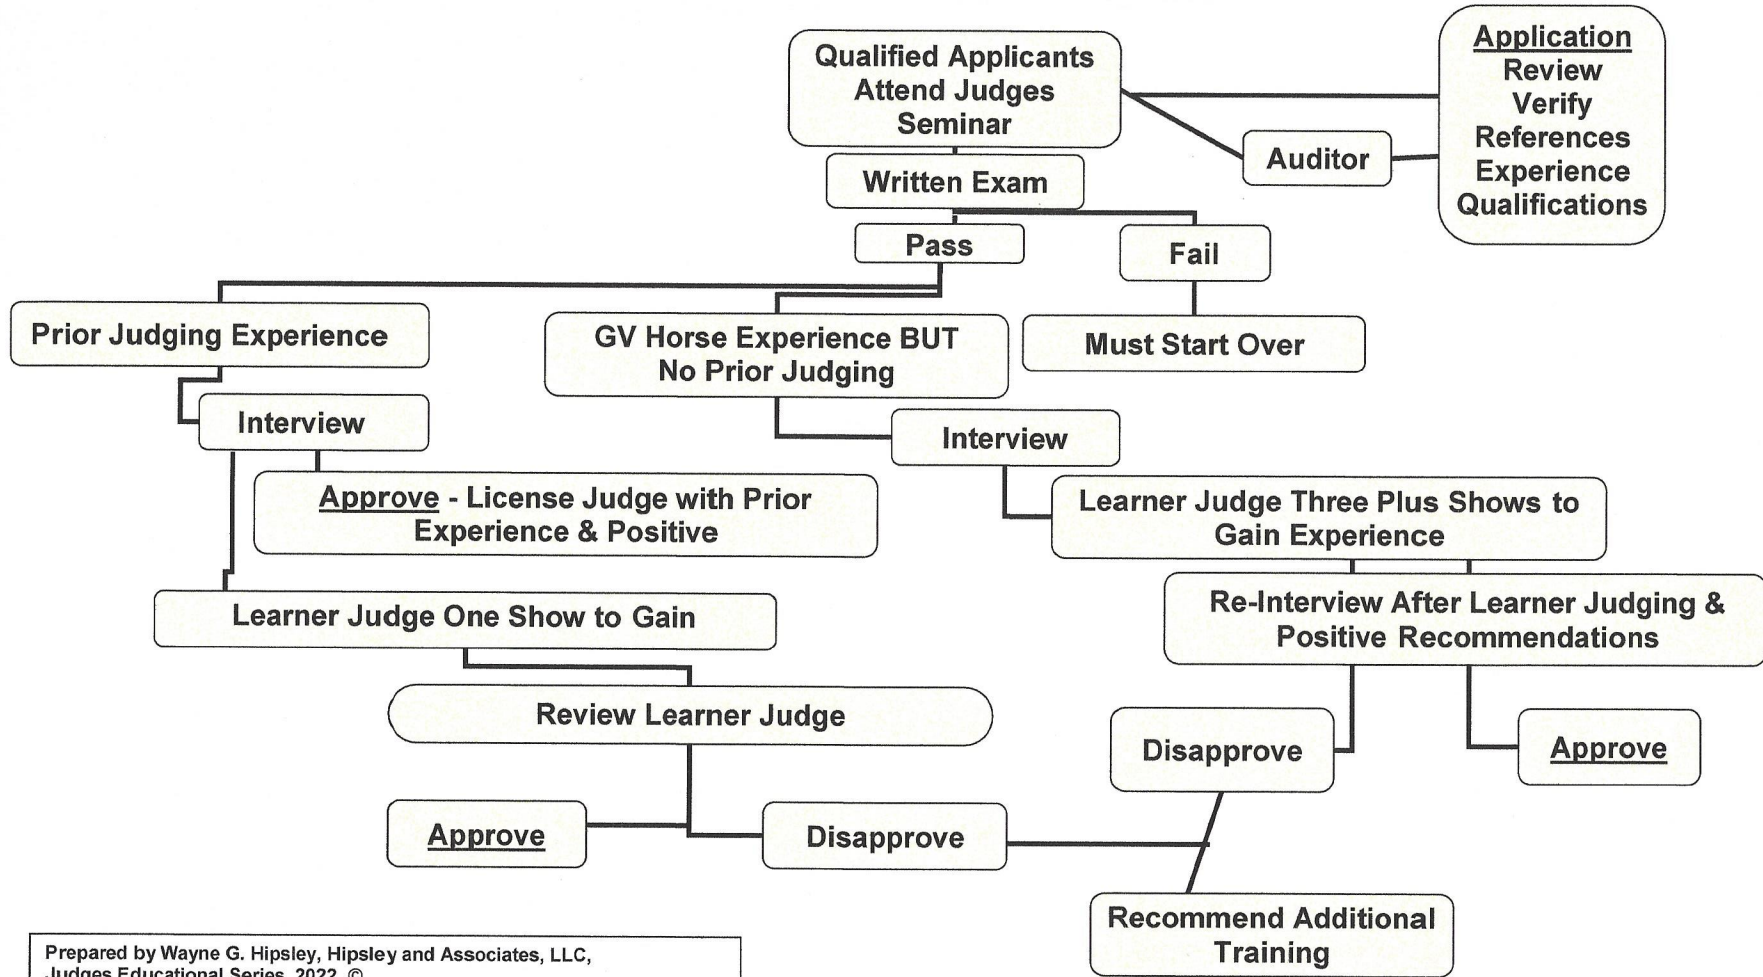 Qualified Applicants
Attend Judges
Seminar
Application
Review
Verify
References
Experience
Qualifications
Auditor
Written Exam
Pass
Fail
Prior Judging Experience
GV Horse Experience BUT
No Prior Judging
Must Start Over
Interview
Interview
Approve - License Judge with Prior
Experience & Positive
Learner Judge Three Plus Shows to
Gain Experience
Learner Judge One Show to Gain
Re-Interview After Learner Judging &
Positive Recommendations
Review Learner Judge
Disapprove
Approve
Approve
Disapprove
Recommend Additional
Training
Prepared by Wayne G. Hipsley, Hipsley and Associates, LLC,
Judges Educational Series, 2022, ©